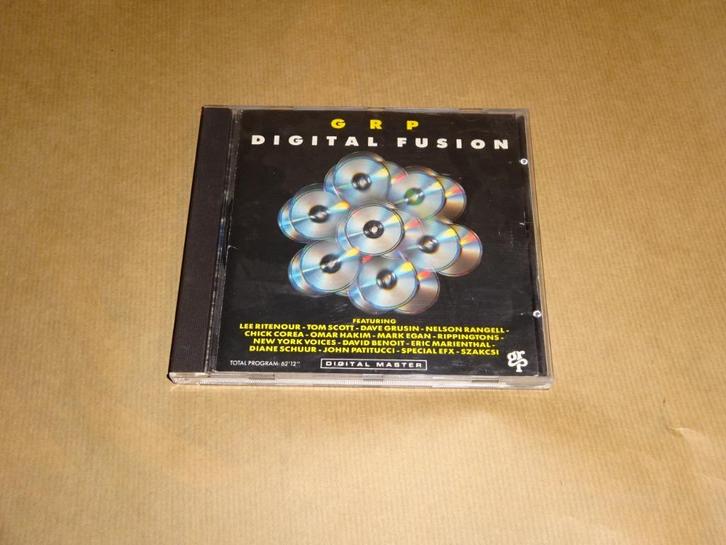 GRP
DIGITAL FUSION
FEATURING
LEE RITENOUR - TOM SCOTT - DAVE GRUSIN - NELSON RANGELL -
CHICK COREA - OMAR HAKIM - MARK EGAN - RIPPINGTONS -
NEW YORK VOICES - DAVID BENOIT - ERIC MARIENTHAL -
DIANE SCHUUR - JOHN PATITUCCI - SPECIAL EFX - SZAKCSI
TOTAL PROGRAM: 62'12"
DIGITAL MASTER
grp